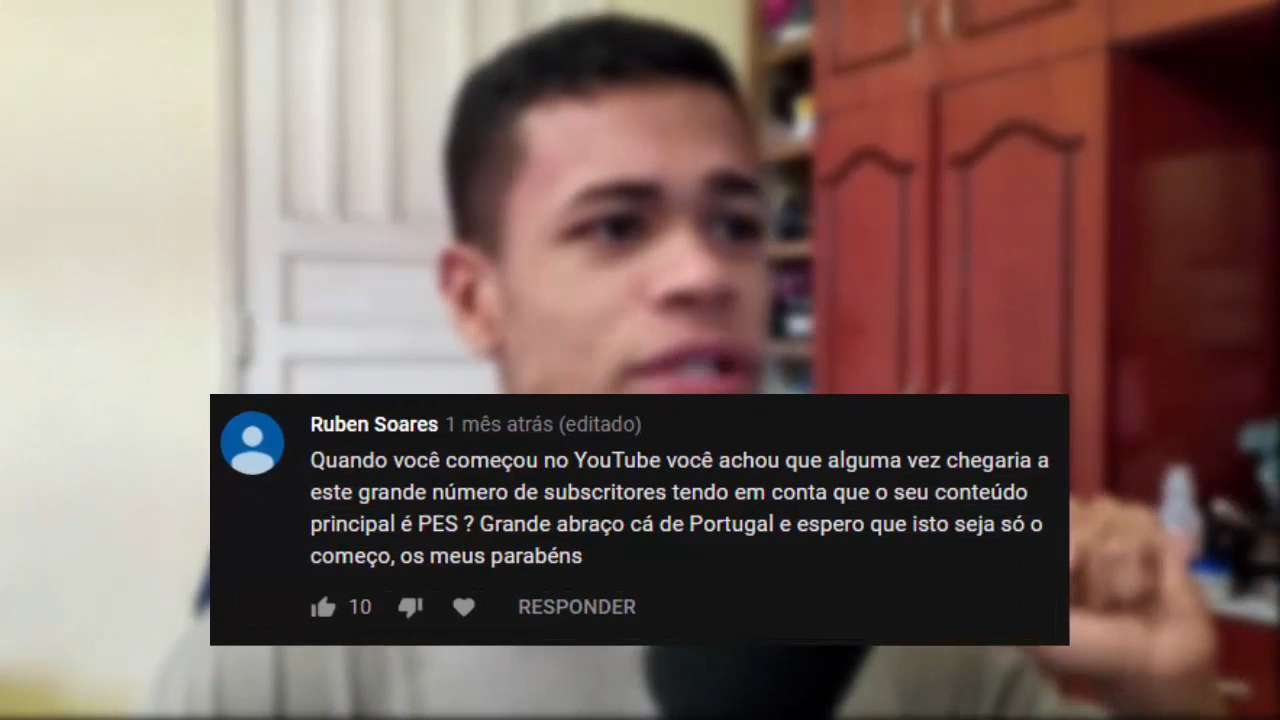 Ruben Soares 1 mês atrás (editado)
Quando você começou no YouTube você achou que alguma vez chegaria a
este grande número de subscritores tendo em conta que o seu conteúdo
principal é PES ? Grande abraço cá de Portugal e espero que isto seja só o
começo, os meus parabéns
10 RESPONDER